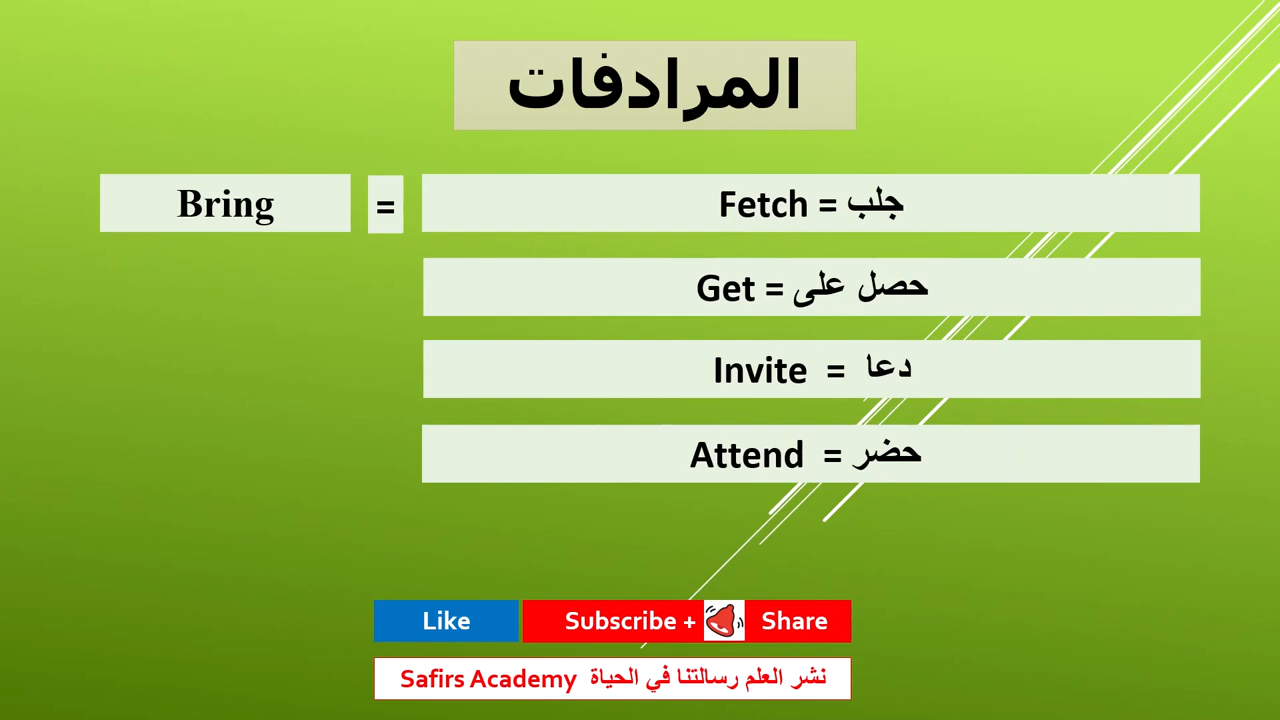 المرادفات
Bring = Fetch = جلب
Get = حصل على
Invite = دعا
Attend = حضر
Like Subscribe + Share
Safirs Academy نشر العلم رسالتنا في الحياة